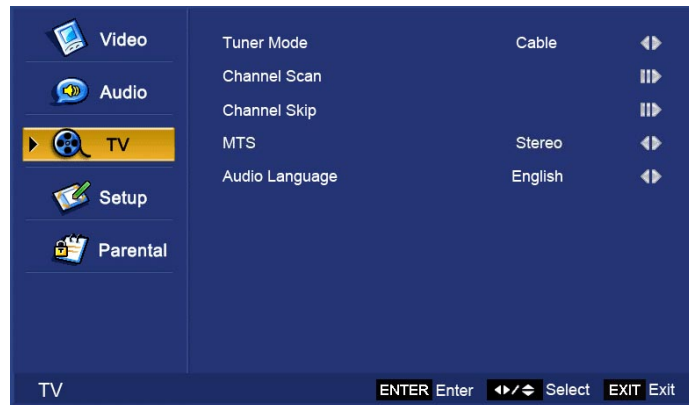 Video
Audio
TV
Setup
Parental
Tuner Mode Cable
Channel Scan
Channel Skip
MTS Stereo
Audio Language English
TV ENTER Enter / Select EXIT Exit